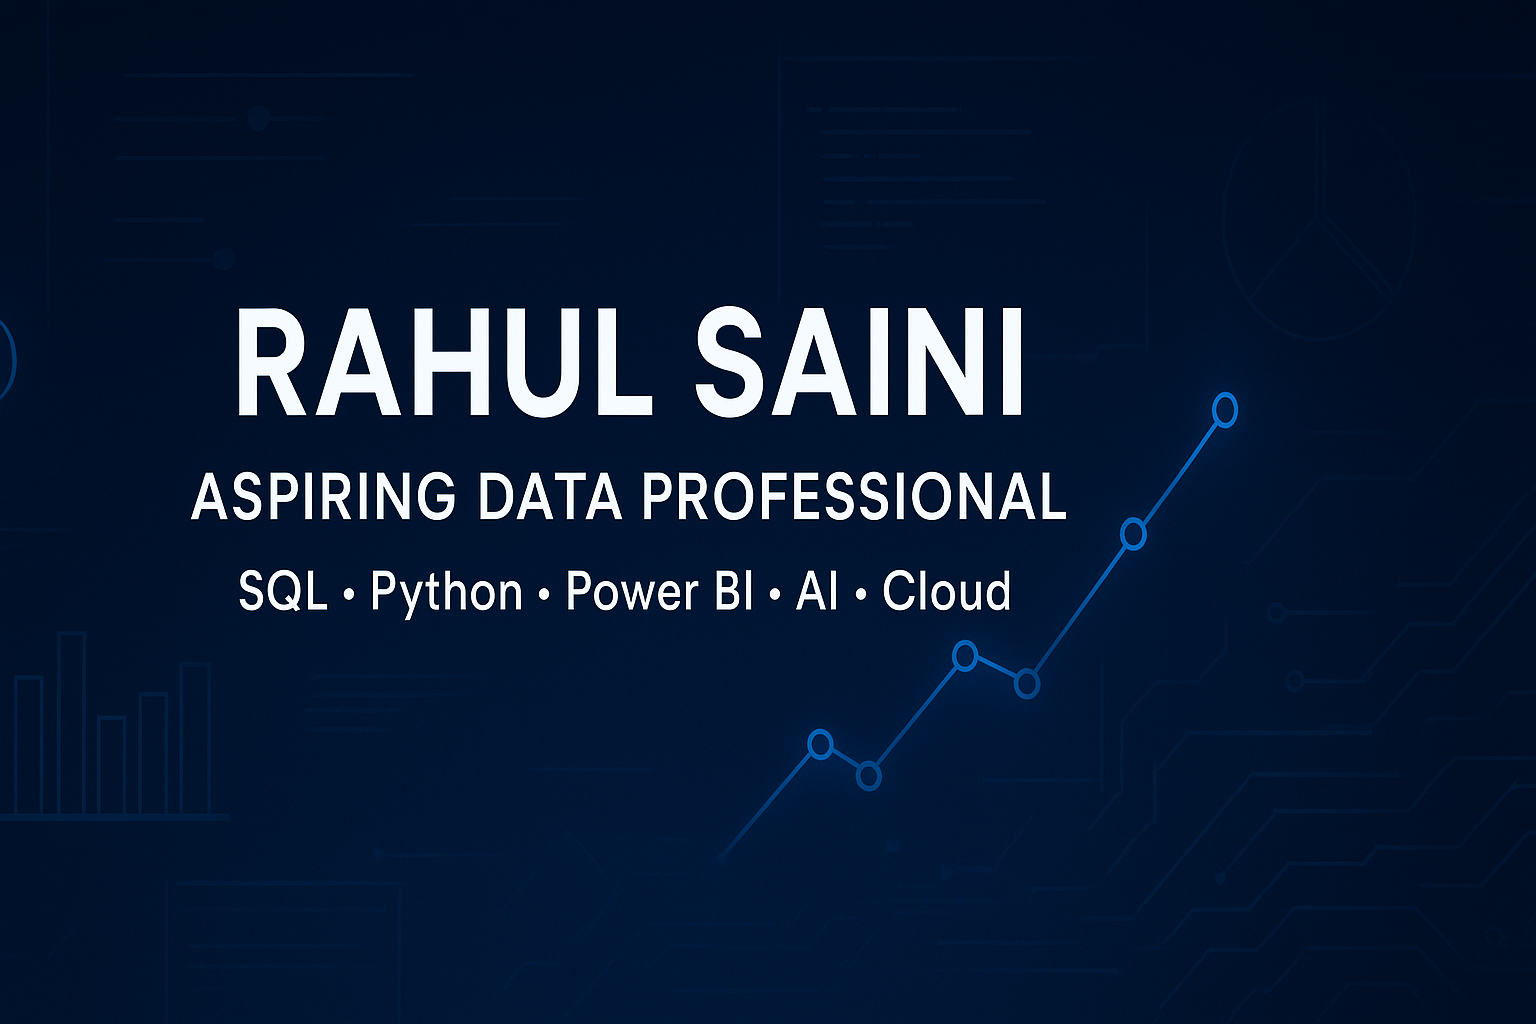 RAHUL SAINI
ASPIRING DATA PROFESSIONAL
SQL • Python • Power BI • AI • Cloud